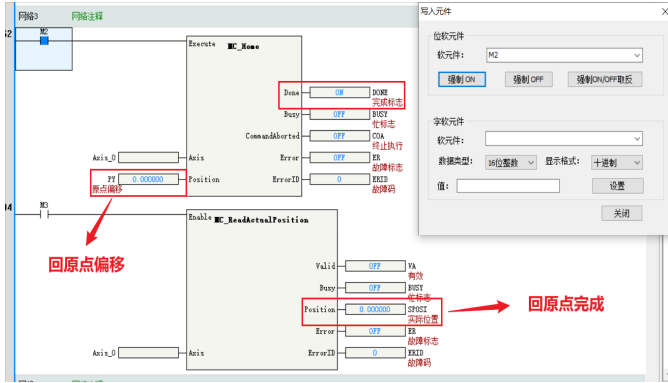 网络3 网络注释
52
M2
Execute MC_Home
Done ON DONE
完成标志
Busy OFF BUSY
忙标志
CommandAborted OFF COA
终止执行
Axis_0 Axis Error OFF ER
故障标志
PY 0.000000 Position ErrorID 0 ERID
原点偏移 故障码
M3
Enable MC_ReadActualPosition
回原点偏移
Valid OFF VA
有效
Busy OFF BUSY
忙标志
Position 0.000000 SPOSI
实际位置
回原点完成
Error OFF ER
故障标志
Axis_0 Axis ErrorID 0 ERID
故障码
写入元件
位软元件
软元件: M2
强制 ON 强制 OFF 强制ON/OFF取反
字软元件
软元件:
数据类型: 16位整数 显示格式: 十进制
值: 设置
关闭